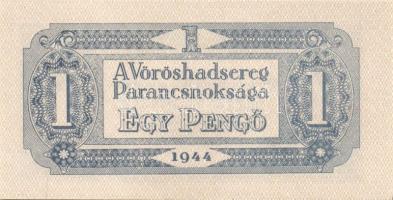 1
A Vöröshadsereg
Parancsnoksága
1 EGY PENGŐ 1
1944